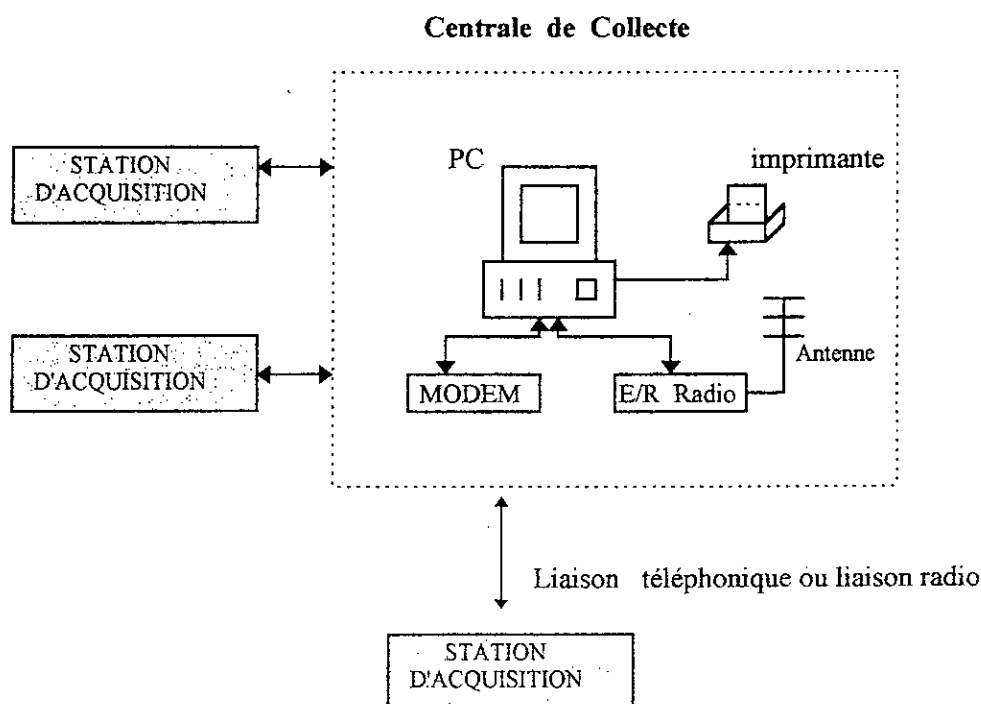 Centrale de Collecte
STATION
D'ACQUISITION
PC
imprimante
STATION
D'ACQUISITION
Antenne
MODEM
E/R Radio
Liaison téléphonique ou liaison radio
STATION
D'ACQUISITION